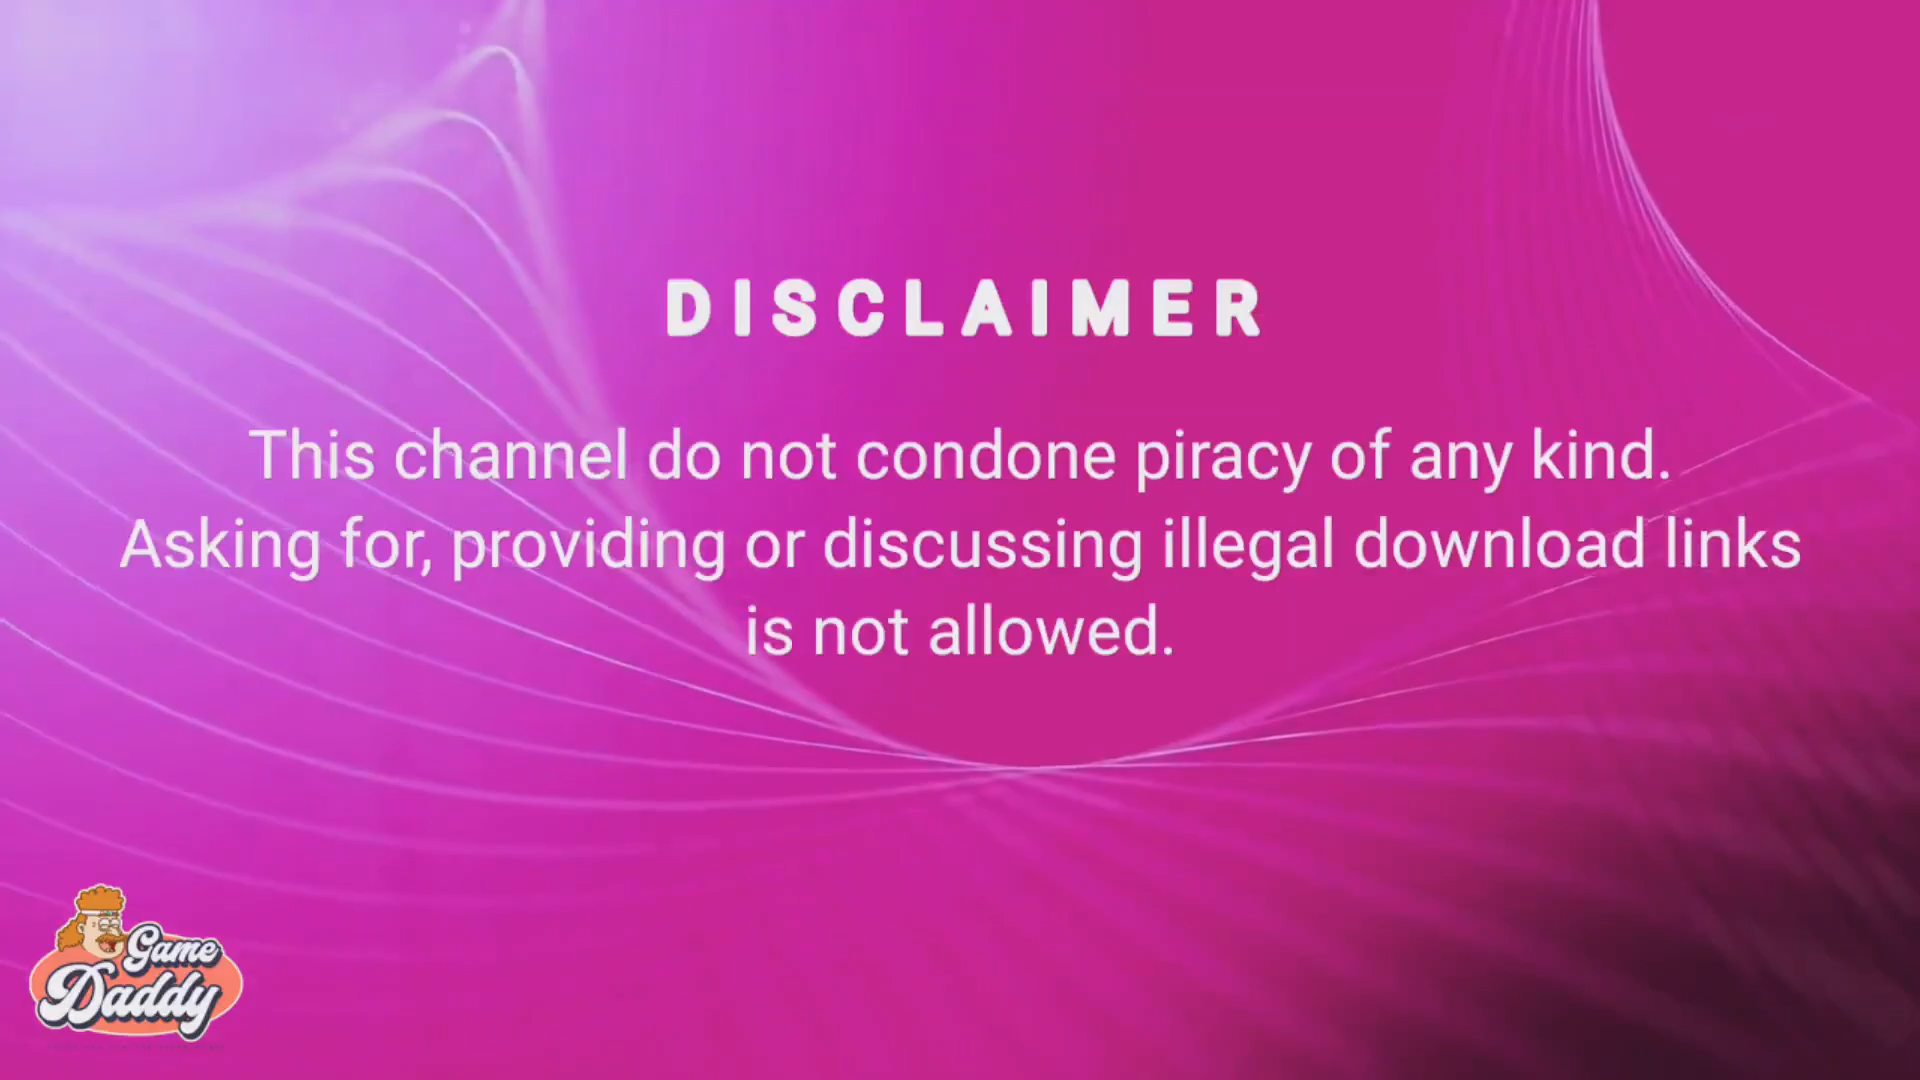 DISCLAIMER
This channel do not condone piracy of any kind.
Asking for, providing or discussing illegal download links
is not allowed.
Game
Daddy